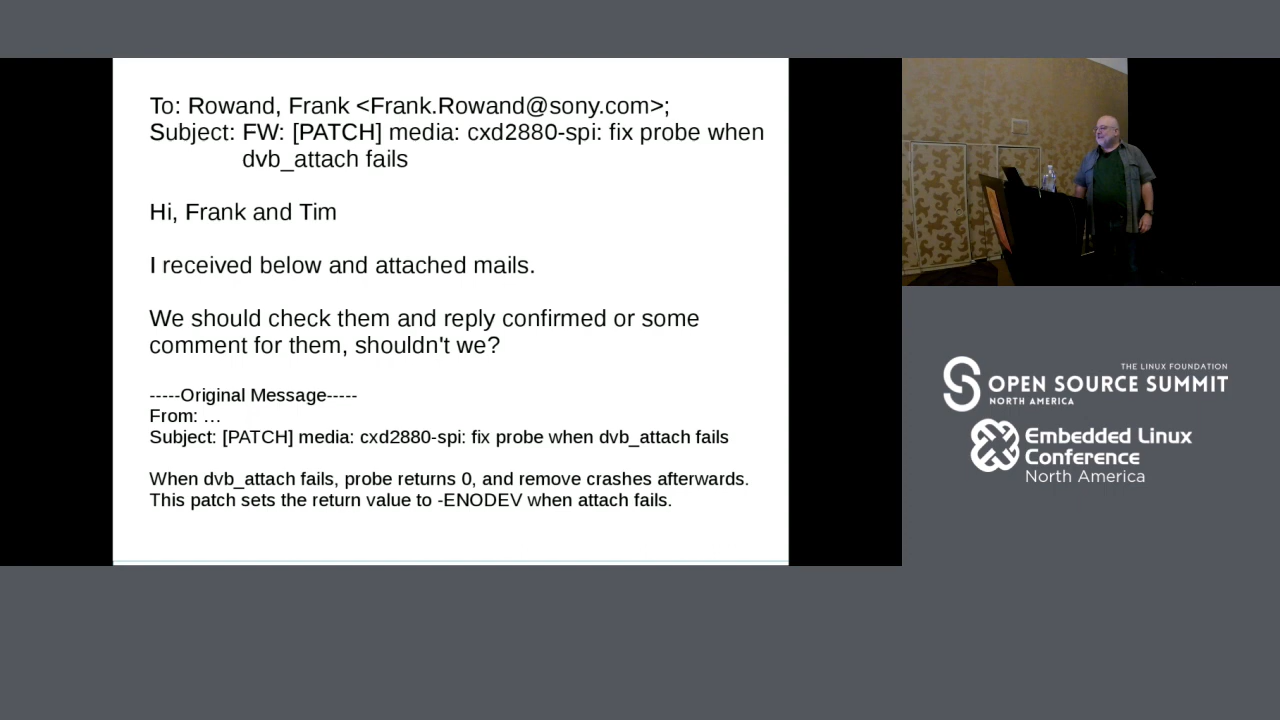 To: Rowand, Frank <Frank.Rowand@sony.com>;
Subject: FW: [PATCH] media: cxd2880-spi: fix probe when
dvb_attach fails
Hi, Frank and Tim
I received below and attached mails.
We should check them and reply confirmed or some
comment for them, shouldn't we?
-----Original Message-----
From: …
Subject: [PATCH] media: cxd2880-spi: fix probe when dvb_attach fails
When dvb_attach fails, probe returns 0, and remove crashes afterwards.
This patch sets the return value to -ENODEV when attach fails.
THE LINUX FOUNDATION
OPEN SOURCE SUMMIT
NORTH AMERICA
Embedded Linux
Conference
North America